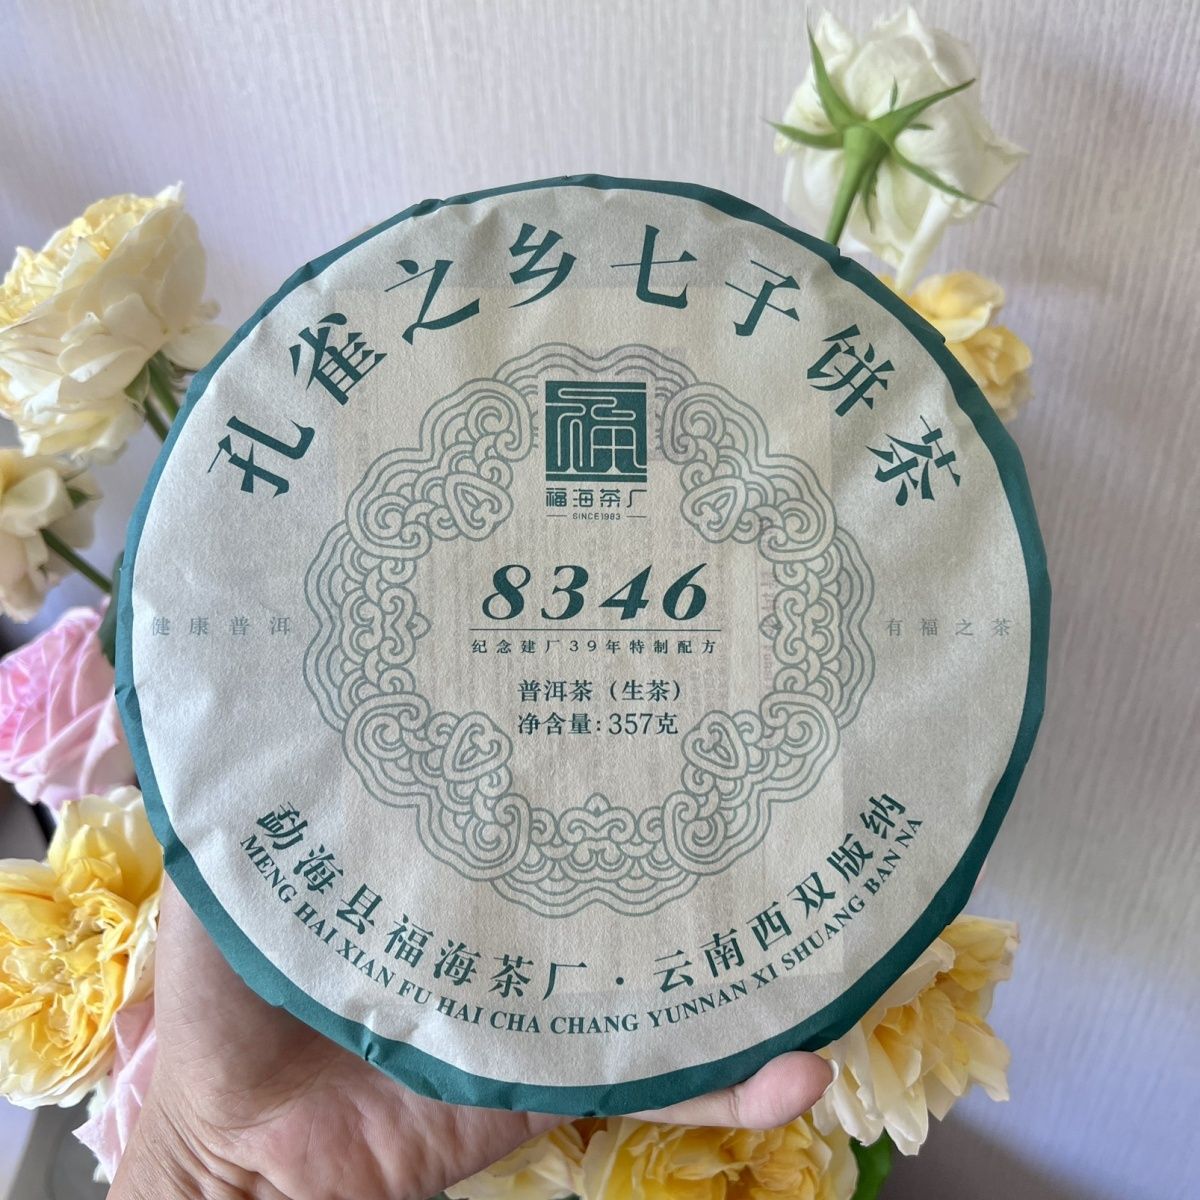 孔雀之乡七子饼茶
福
福海茶厂
SINCE1983
8346
纪念建厂39年特制配方
健康普洱
有福之茶
普洱茶（生茶）
净含量:357克
勐海县福海茶厂·云南西双版纳
MENG HAI XIAN FU HAI CHA CHANG YUNNAN XI SHUANG BAN NA